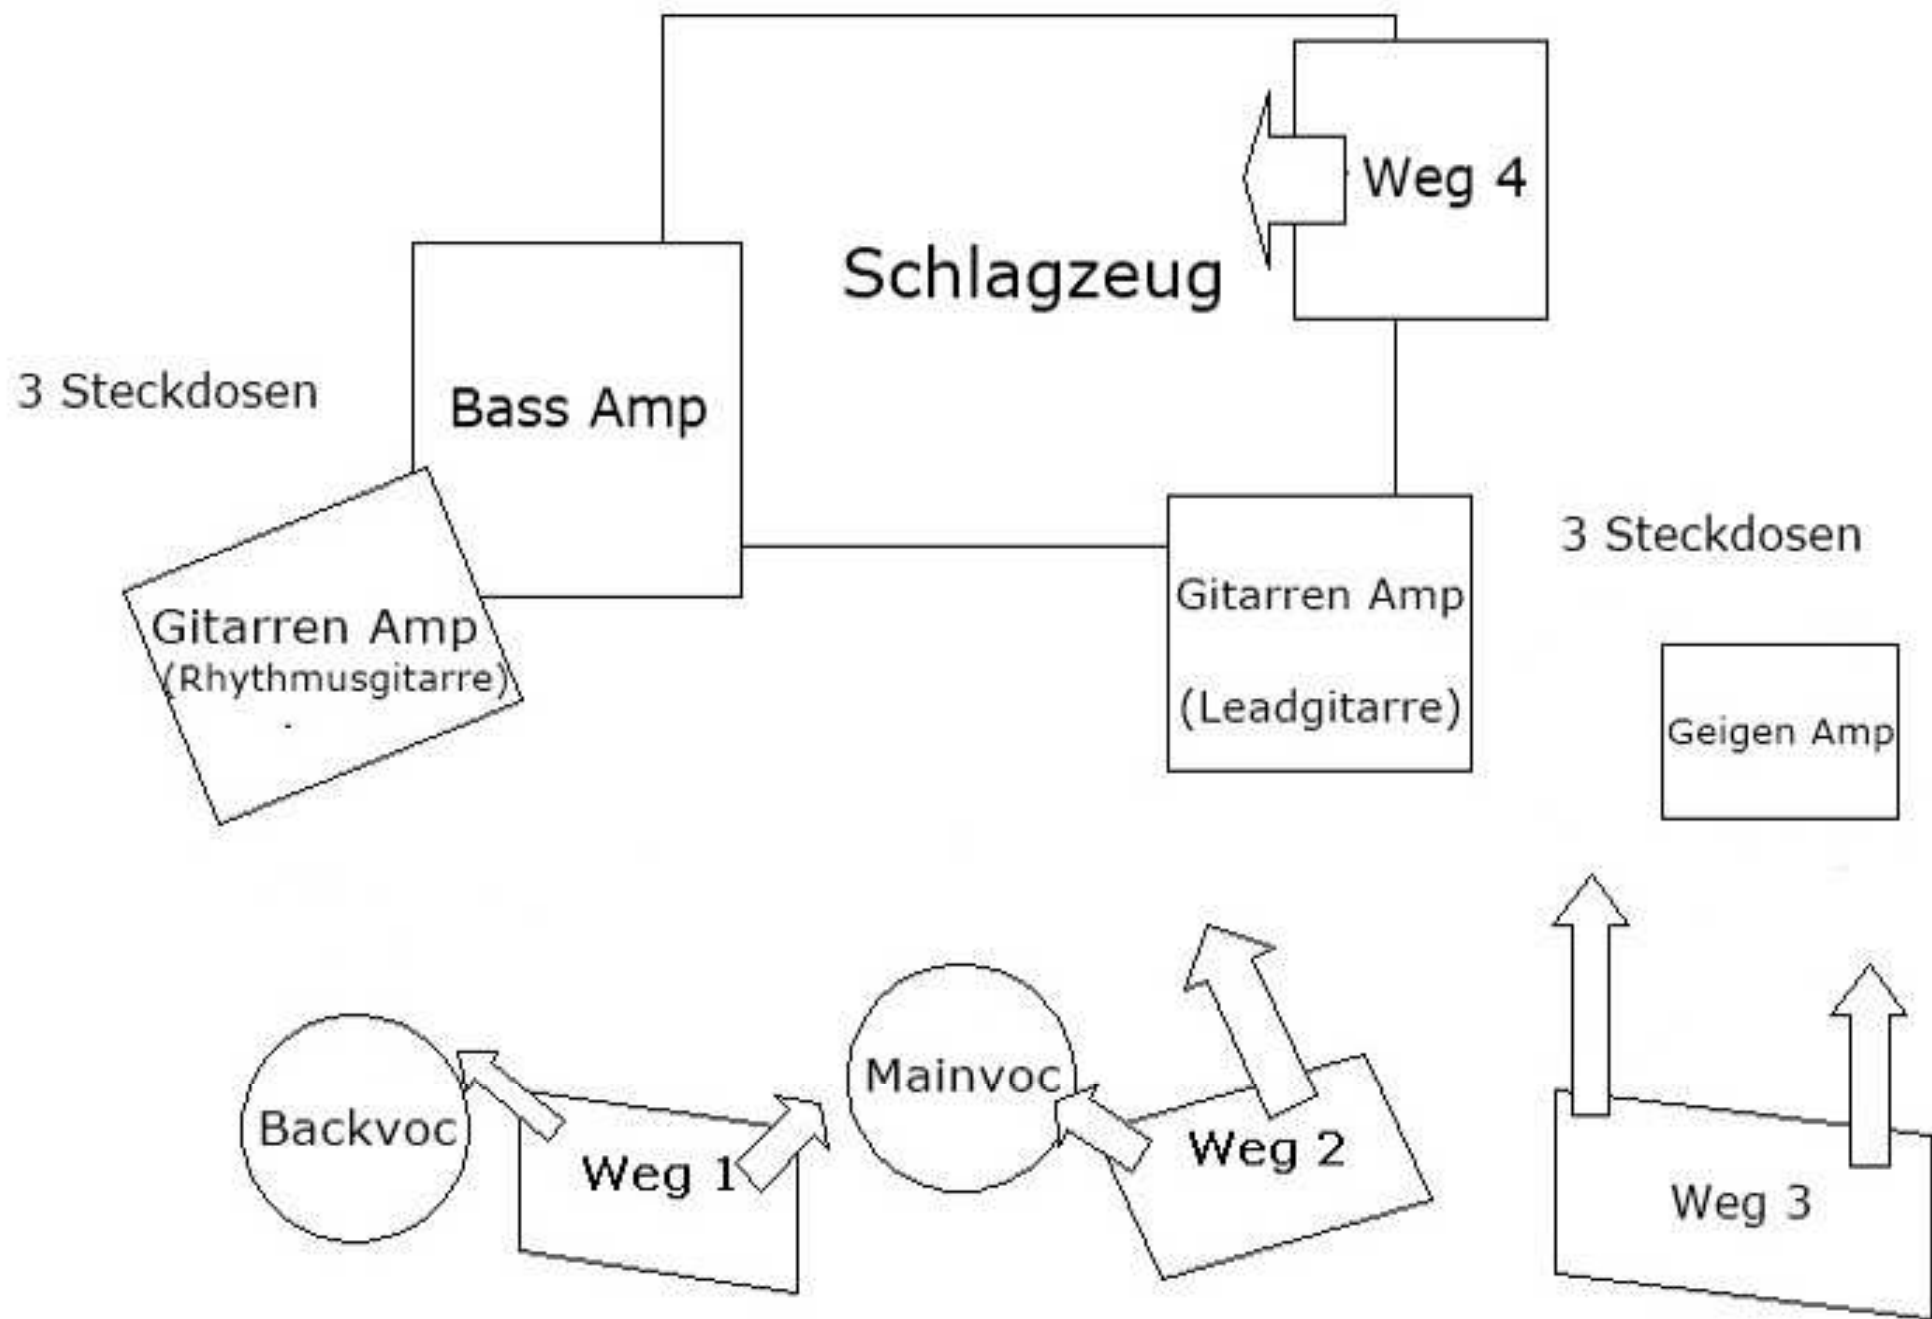 Weg 4
Schlagzeug
3 Steckdosen
Bass Amp
3 Steckdosen
Gitarren Amp
(Rhythmusgitarre)
Gitarren Amp
(Leadgitarre)
Geigen Amp
Backvoc
Weg 1
Mainvoc
Weg 2
Weg 3